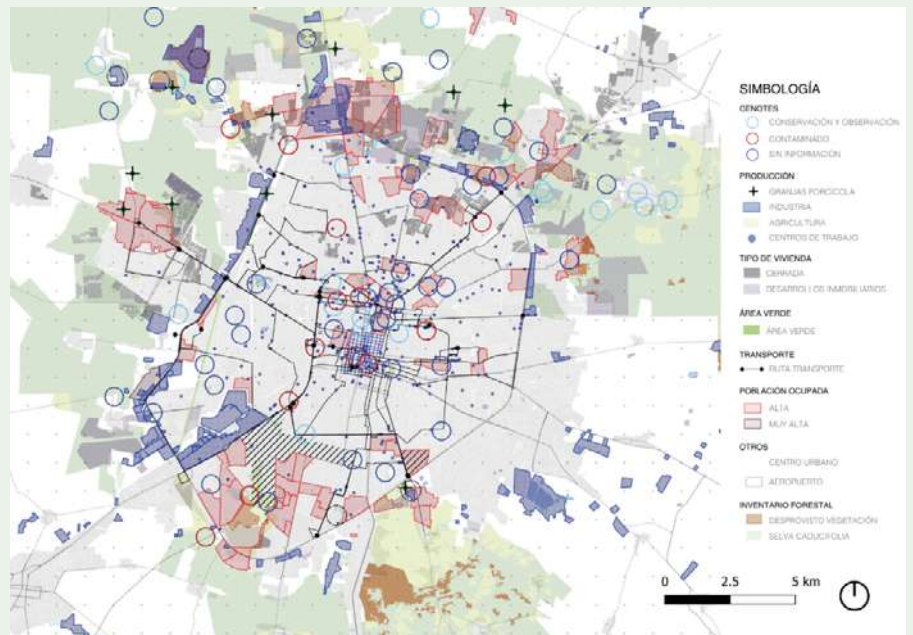 SIMBOLOGÍA
CENOTES
CONSERVACIÓN Y OBSERVACIÓN
CONTAMINADO
SIN INFORMACIÓN
PRODUCCIÓN
GRANJAS PORCICOLA
INDUSTRIA
AGRICULTURA
CENTROS DE TRABAJO
TIPO DE VIVIENDA
CERRADA
DESARROLLOS INMOBILIARIOS
ÁREA VERDE
ÁREA VERDE
TRANSPORTE
RUTA TRANSPORTE
POBLACIÓN OCUPADA
ALTA
MUY ALTA
OTROS
CENTRO URBANO
AEROPUERTO
INVENTARIO FORESTAL
DESPROVISTO VEGETACIÓN
SELVA CADUCIFOLIA
0 2.5 5 km